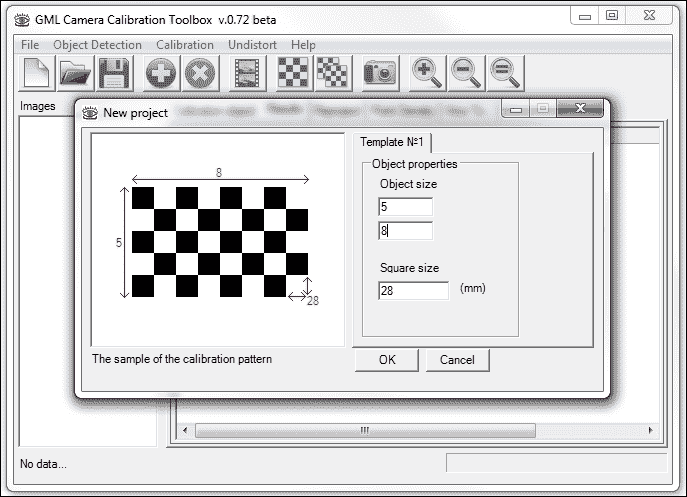 GML Camera Calibration Toolbox v.0.72 beta
File Object Detection Calibration Undistort Help
Images
New project
8
5
28
Template №1
Object properties
Object size
5
8
Square size
28 (mm)
The sample of the calibration pattern
OK Cancel
No data...